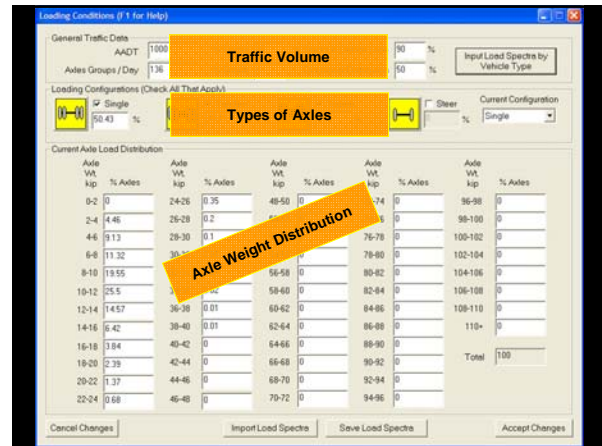 Loading Conditions (F1 for Help)
General Traffic Data
AADT 1000
Traffic Volume
90 %
Input Load Spectra by Vehicle Type
Axles Groups / Day 136
50 %
Loading Configurations (Check All That Apply)
Single
50.43 %
Types of Axles
Steer
%
Current Configuration
Single
Current Axle Load Distribution
Axle Wt. kip % Axles Axle Wt. kip % Axles Axle Wt. kip % Axles Axle Wt. kip % Axles Axle Wt. kip % Axles
0-2 0 24-26 0.35 48-50 0 -74 0 96-98 0
2-4 4.46 26-28 0.2 0 98-100 0
4-6 9.13 28-30 0.1 76-78 0 100-102 0
Axle Weight Distribution
6-8 11.32 78-80 0 102-104 0
8-10 19.55 56-58 0 80-82 0 104-106 0
10-12 25.5 58-60 0 82-84 0 106-108 0
12-14 14.57 36-38 0.01 60-62 0 84-86 0 108-110 0
14-16 6.42 38-40 0.01 62-64 0 86-88 0 110+ 0
16-18 3.84 40-42 0 64-66 0 88-90 0
18-20 2.39 42-44 0 66-68 0 90-92 0 Total 100
20-22 1.37 44-46 0 68-70 0 92-94 0
22-24 0.68 46-48 0 70-72 0 94-96 0
Cancel Changes Import Load Spectra Save Load Spectra Accept Changes